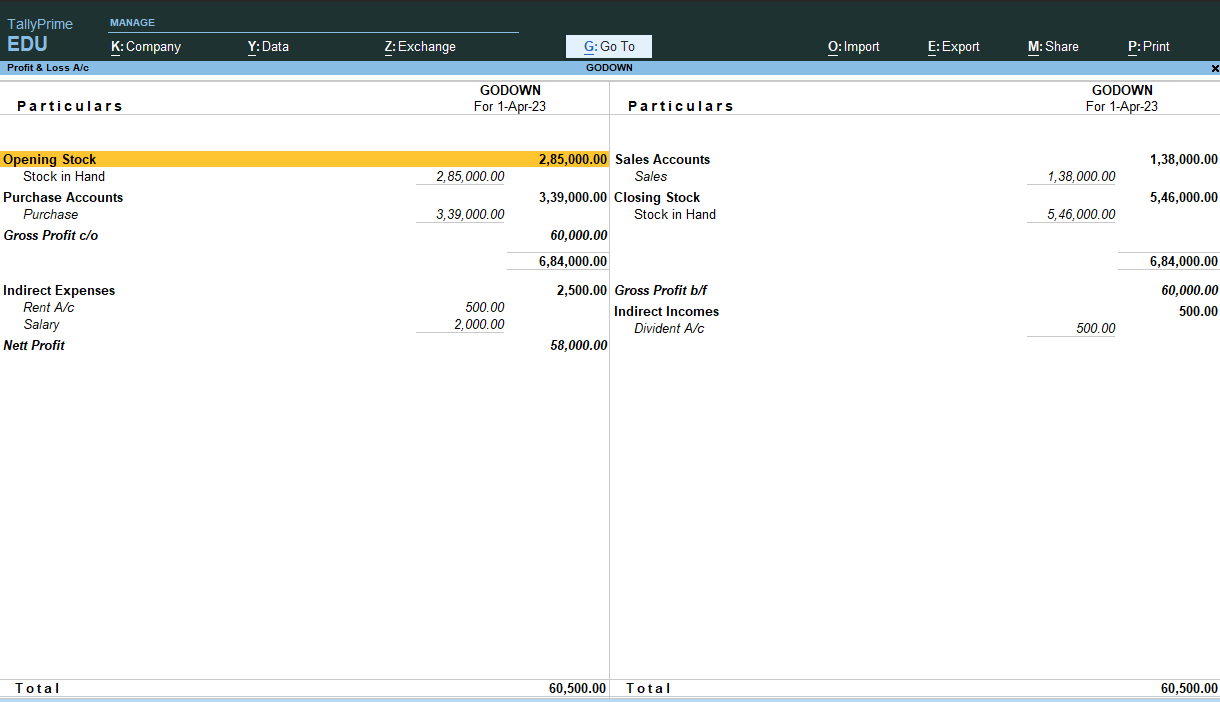 TallyPrime
EDU
MANAGE
K: Company Y: Data Z: Exchange G: Go To O: Import E: Export M: Share P: Print
Profit & Loss A/c GODOWN ×
Particulars GODOWN
For 1-Apr-23
Opening Stock 2,85,000.00
Stock in Hand 2,85,000.00
Purchase Accounts 3,39,000.00
Purchase 3,39,000.00
Gross Profit c/o 60,000.00
6,84,000.00
Indirect Expenses 2,500.00
Rent A/c 500.00
Salary 2,000.00
Nett Profit 58,000.00
Total 60,500.00
Particulars GODOWN
For 1-Apr-23
Sales Accounts 1,38,000.00
Sales 1,38,000.00
Closing Stock 5,46,000.00
Stock in Hand 5,46,000.00
6,84,000.00
Gross Profit b/f 60,000.00
Indirect Incomes 500.00
Divident A/c 500.00
Total 60,500.00